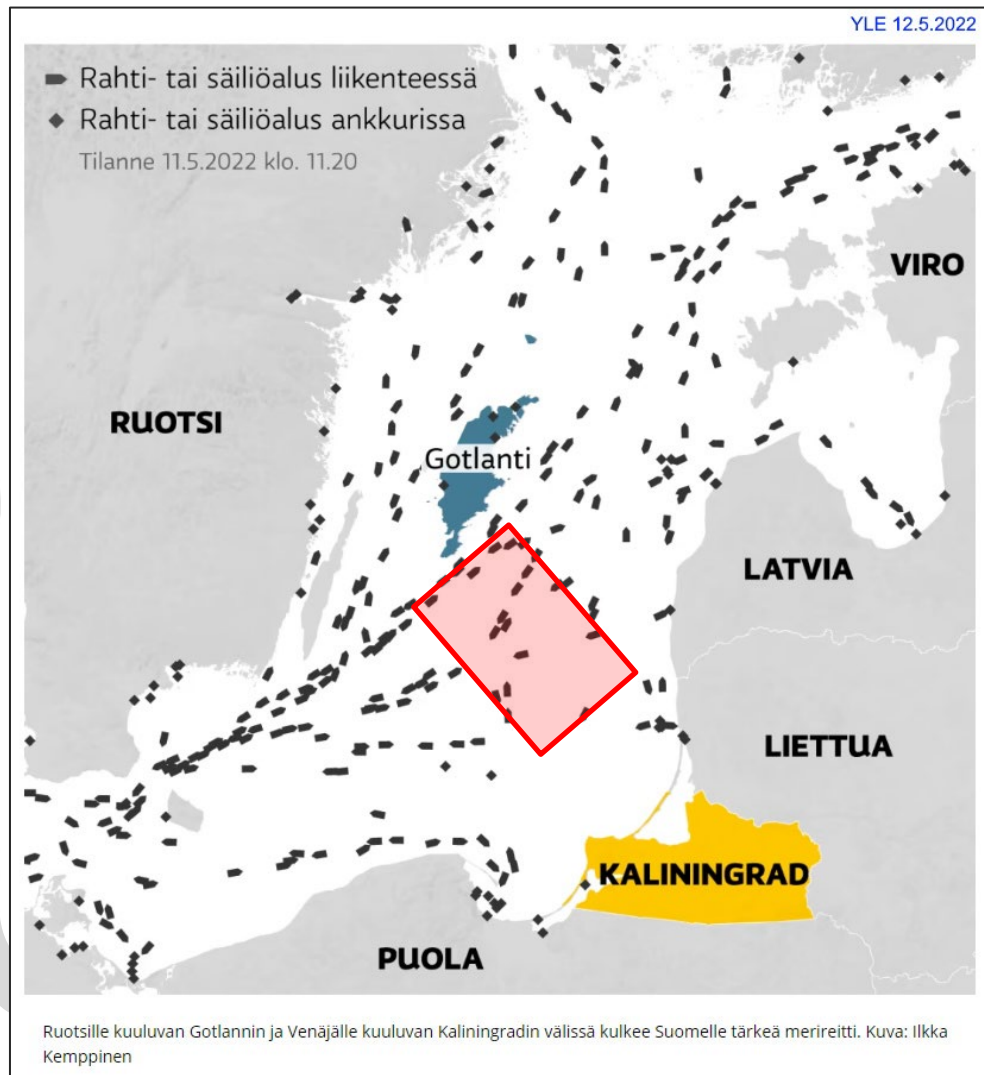 YLE 12.5.2022
Rahti- tai säiliöalus liikenteessä
Rahti- tai säiliöalus ankkurissa
Tilanne 11.5.2022 klo. 11.20
VIRO
RUOTSI
Gotlanti
LATVIA
LIETTUA
KALININGRAD
PUOLA
Ruotsille kuuluvan Gotlannin ja Venäjälle kuuluvan Kaliningradin välissä kulkee Suomelle tärkeä merireitti. Kuva: Ilkka
Kemppinen